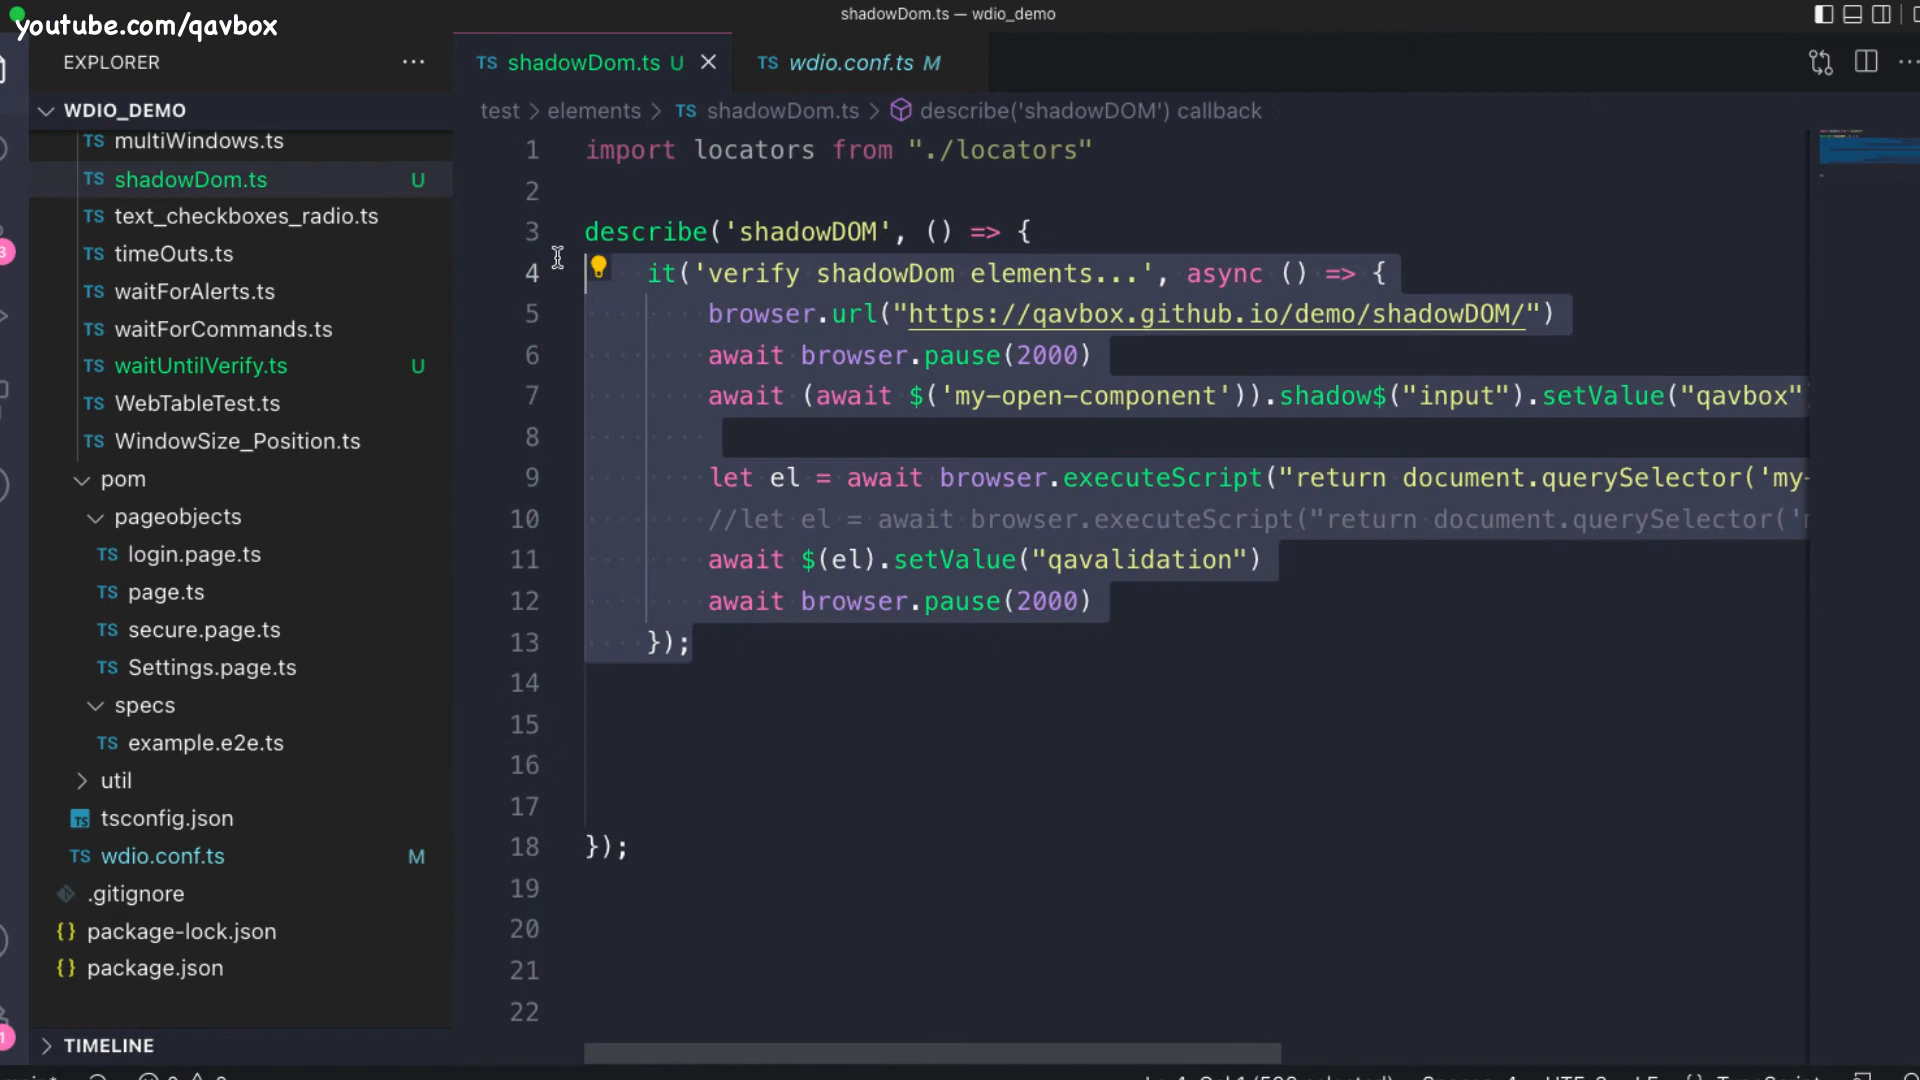 youtube.com/qavbox
shadowDom.ts — wdio_demo
EXPLORER
TS shadowDom.ts U
TS wdio.conf.ts M
WDIO_DEMO
test > elements > TS shadowDom.ts > describe('shadowDOM') callback
TS multiWindows.ts
TS shadowDom.ts U
TS text_checkboxes_radio.ts
TS timeOuts.ts
TS waitForAlerts.ts
TS waitForCommands.ts
TS waitUntilVerify.ts U
TS WebTableTest.ts
TS WindowSize_Position.ts
pom
pageobjects
TS login.page.ts
TS page.ts
TS secure.page.ts
TS Settings.page.ts
specs
TS example.e2e.ts
util
TS tsconfig.json
TS wdio.conf.ts M
.gitignore
{} package-lock.json
{} package.json
TIMELINE
3
1
1 import locators from "./locators"
2
3 describe('shadowDOM', () => {
4 it('verify shadowDom elements...', async () => {
5 browser.url("https://qavbox.github.io/demo/shadowDOM/")
6 await browser.pause(2000)
7 await (await $('my-open-component')).shadow$("input").setValue("qavbox"
8
9 let el = await browser.executeScript("return document.querySelector('my-
10 //let el = await browser.executeScript("return document.querySelector('
11 await $(el).setValue("qavalidation")
12 await browser.pause(2000)
13 });
14
15
16
17
18 });
19
20
21
22